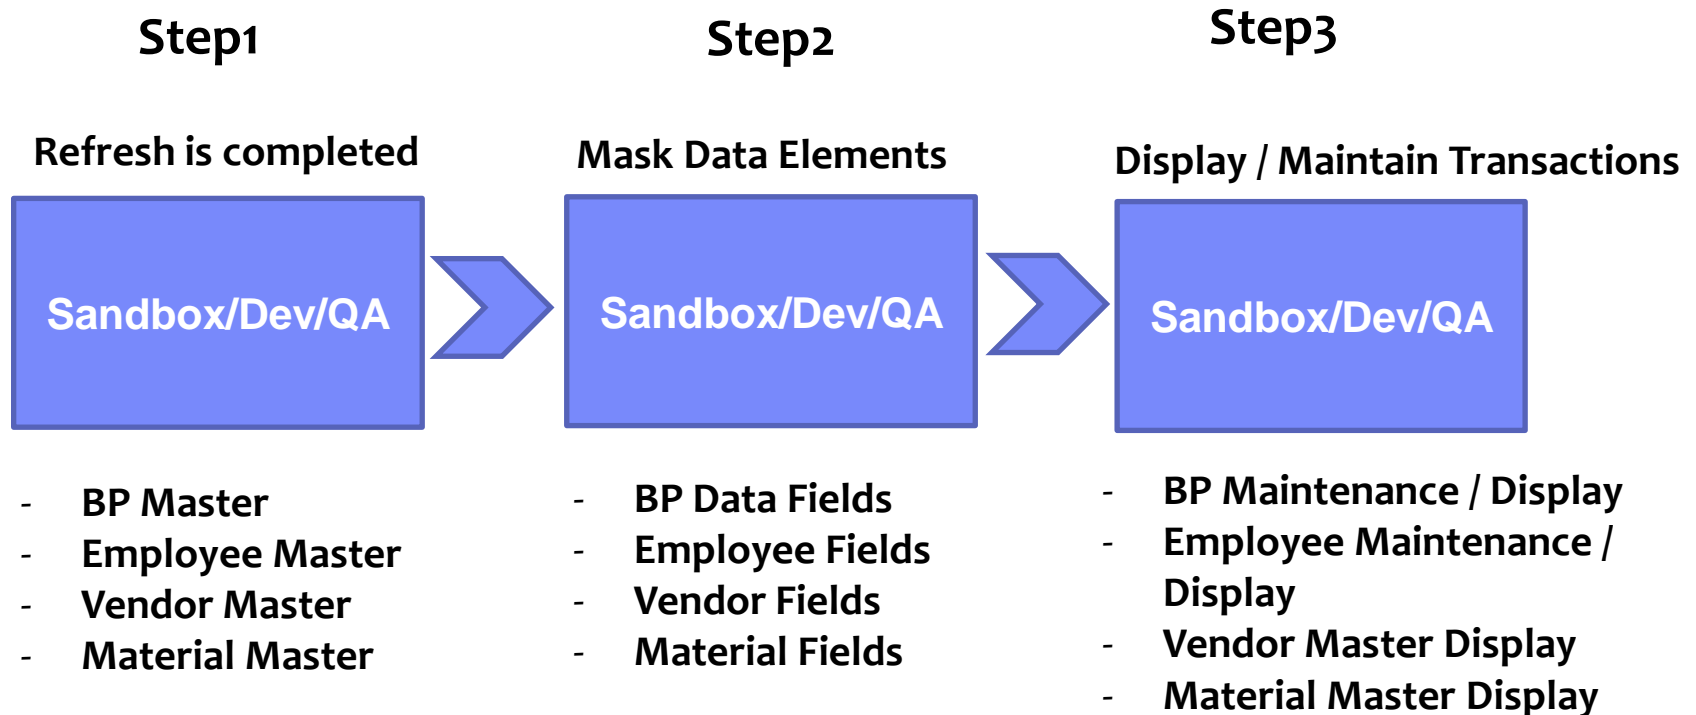 Step1
Refresh is completed
Sandbox/Dev/QA
- BP Master
- Employee Master
- Vendor Master
- Material Master
Step2
Mask Data Elements
Sandbox/Dev/QA
- BP Data Fields
- Employee Fields
- Vendor Fields
- Material Fields
Step3
Display / Maintain Transactions
Sandbox/Dev/QA
- BP Maintenance / Display
- Employee Maintenance /
Display
- Vendor Master Display
- Material Master Display